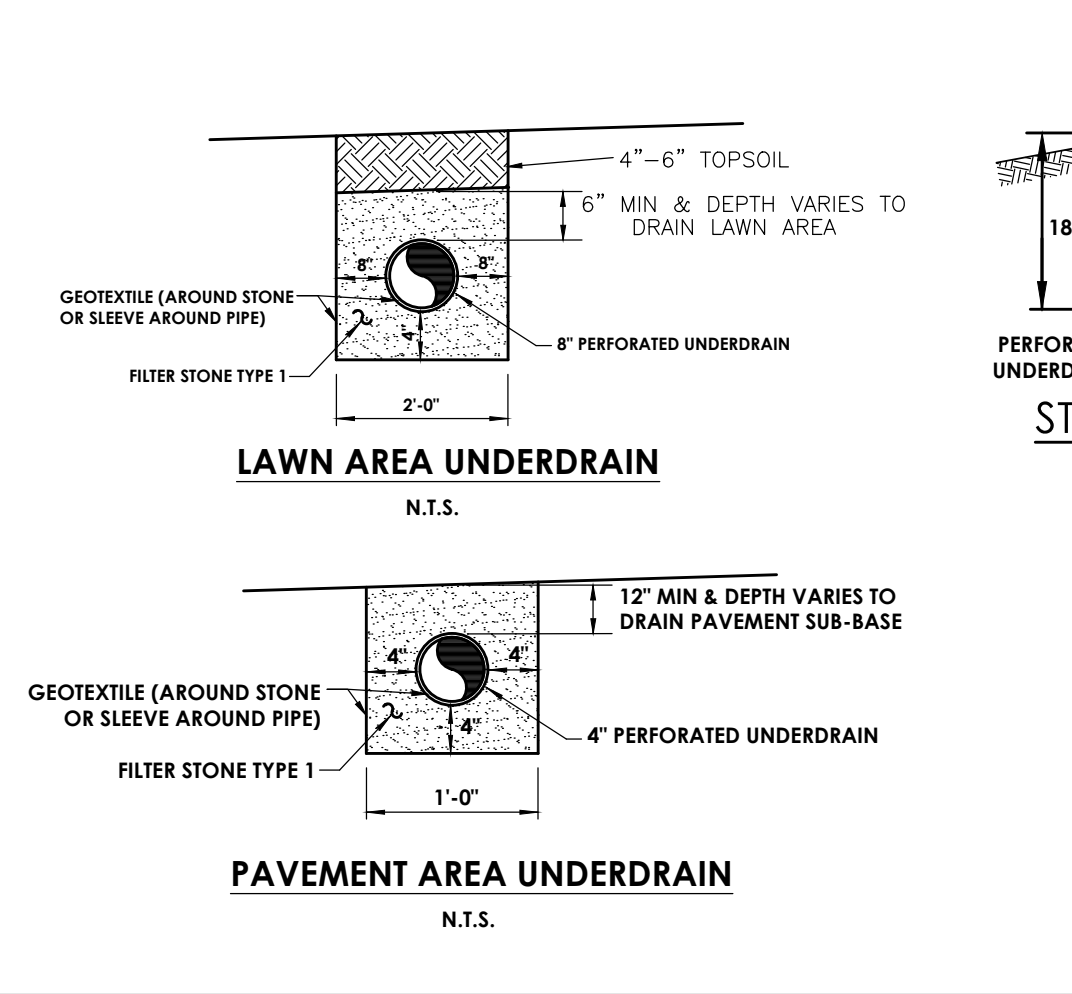 4"-6" TOPSOIL
6" MIN & DEPTH VARIES TO
DRAIN LAWN AREA
8"
8"
GEOTEXTILE (AROUND STONE
OR SLEEVE AROUND PIPE)
4"
8" PERFORATED UNDERDRAIN
FILTER STONE TYPE 1
2'-0"
LAWN AREA UNDERDRAIN
N.T.S.
12" MIN & DEPTH VARIES TO
DRAIN PAVEMENT SUB-BASE
4"
4"
GEOTEXTILE (AROUND STONE
OR SLEEVE AROUND PIPE)
4"
4" PERFORATED UNDERDRAIN
FILTER STONE TYPE 1
1'-0"
PAVEMENT AREA UNDERDRAIN
N.T.S.
18
PERFOR
UNDERD
ST